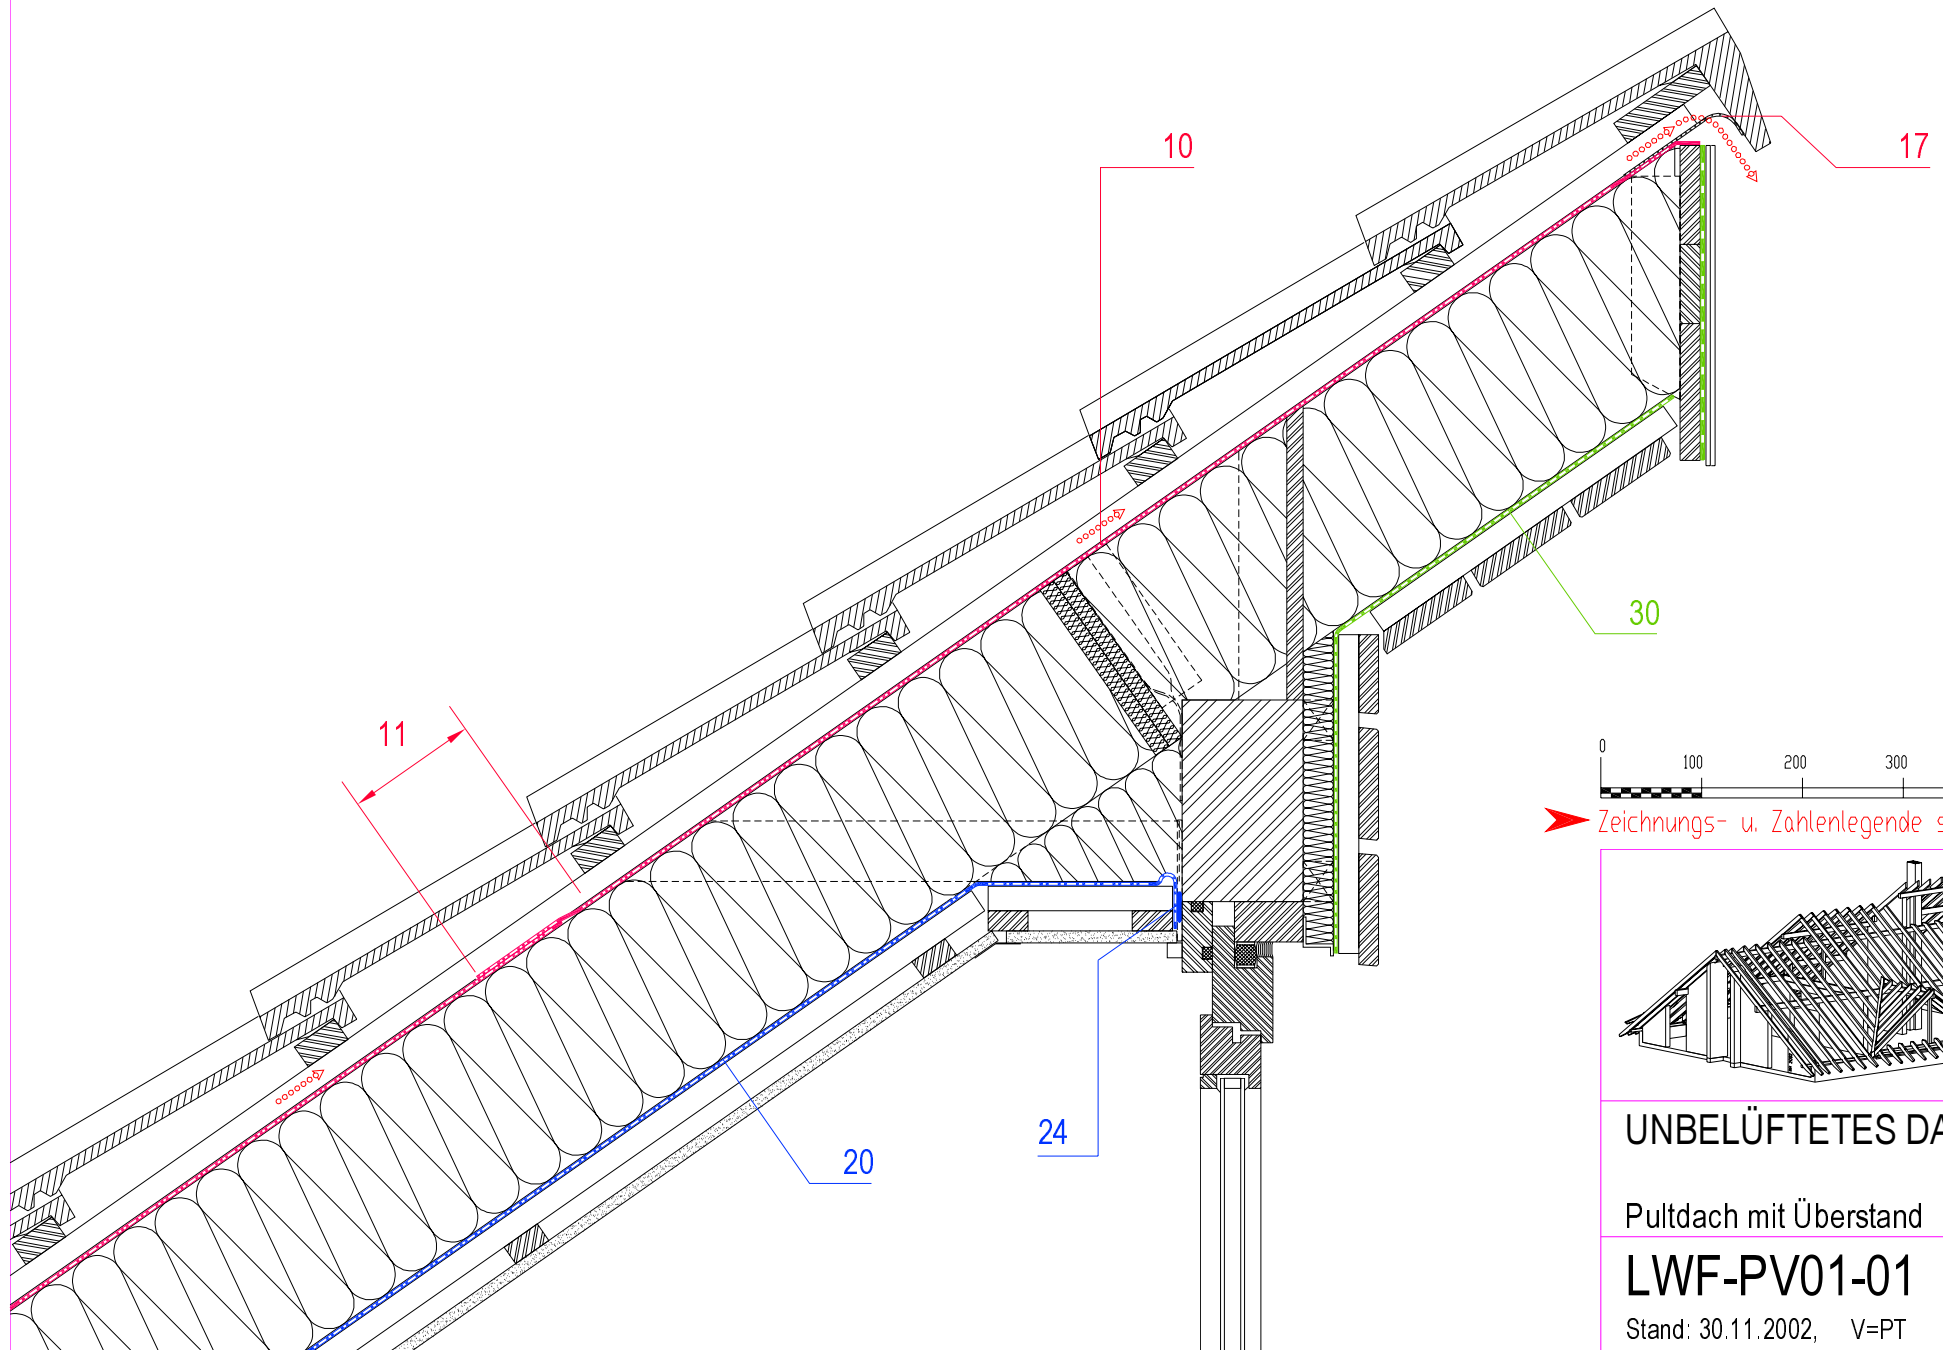 10
17
30
11
0 100 200 300
Zeichnungs- u. Zahlenlegende
24
20
UNBELÜFTETES
Pultdach mit Überstand
LWF-PV01-01
Stand: 30.11.2002, V=PT